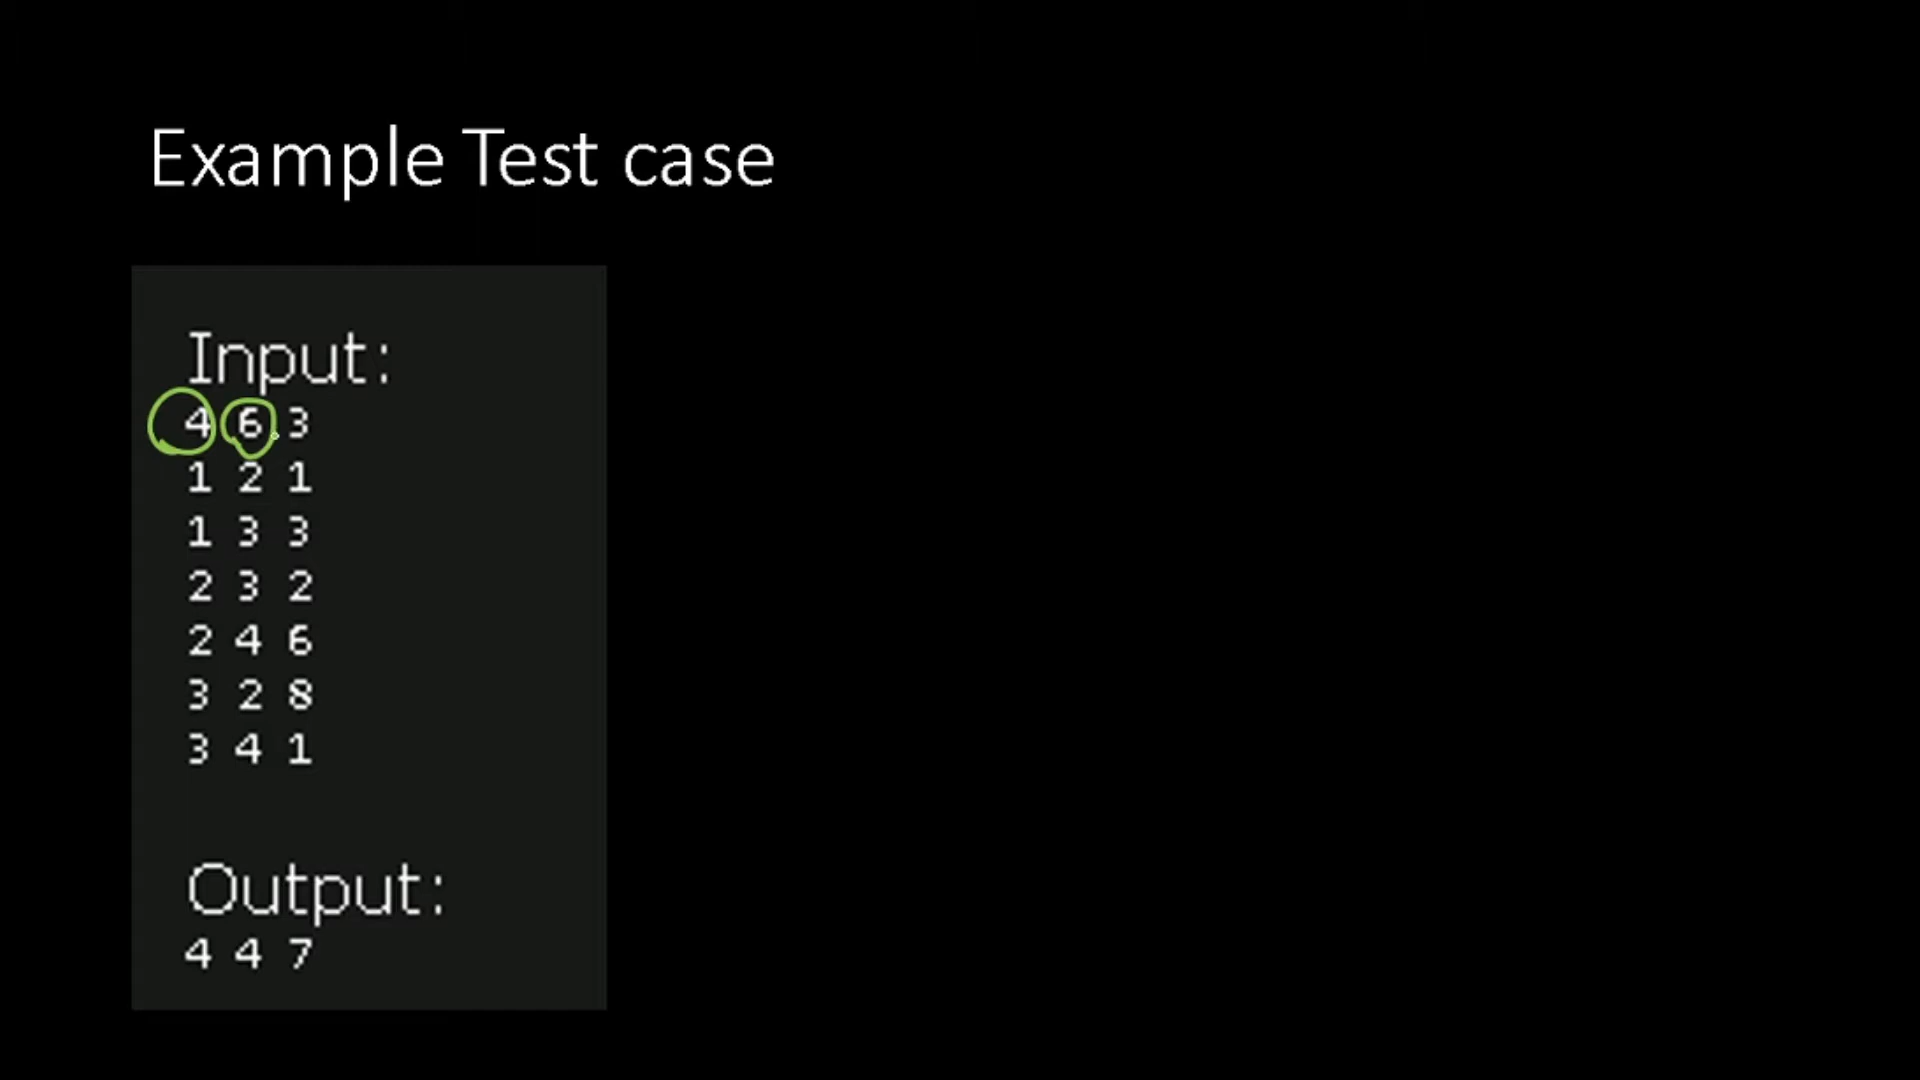 Example Test case
Input:
4 6 3
1 2 1
1 3 3
2 3 2
2 4 6
3 2 8
3 4 1
Output:
4 4 7